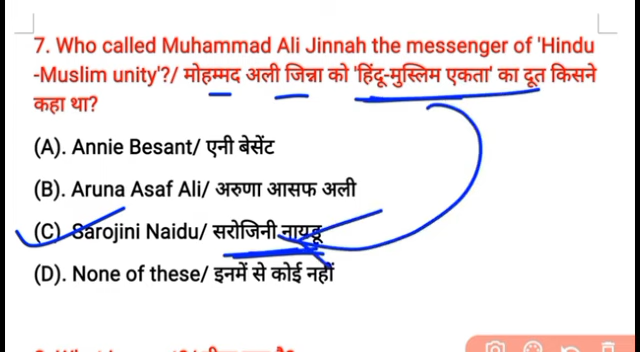 7. Who called Muhammad Ali Jinnah the messenger of 'Hindu
-Muslim unity'?/ मोहम्मद अली जिन्ना को 'हिंदू-मुस्लिम एकता' का दूत किसने
कहा था?
(A). Annie Besant/ एनी बेसेंट
(B). Aruna Asaf Ali/ अरुणा आसफ अली
(C). Sarojini Naidu/ सरोजिनी नायडू
(D). None of these/ इनमें से कोई नहीं